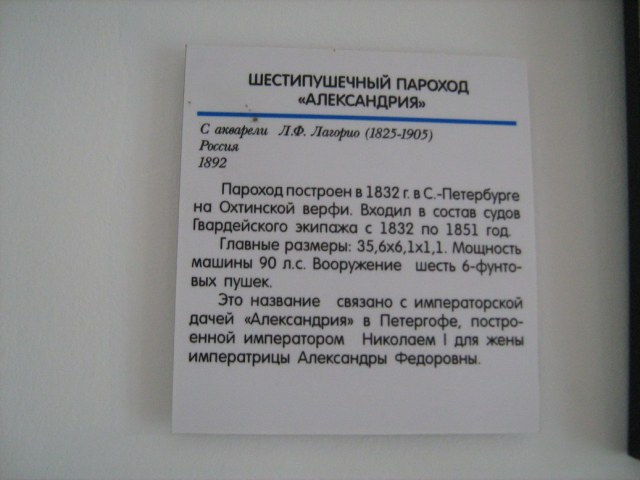 ШЕСТИПУШЕЧНЫЙ ПАРОХОД
«АЛЕКСАНДРИЯ»
С акварели Л.Ф. Лагорио (1825-1905)
Россия
1892
Пароход построен в 1832 г. в С.-Петербурге
на Охтинской верфи. Входил в состав судов
Гвардейского экипажа с 1832 по 1851 год.
Главные размеры: 35,6х6,1х1,1. Мощность
машины 90 л.с. Вооружение шесть 6-фунто-
вых пушек.
Это название связано с императорской
дачей «Александрия» в Петергофе, постро-
енной императором Николаем I для жены
императрицы Александры Федоровны.